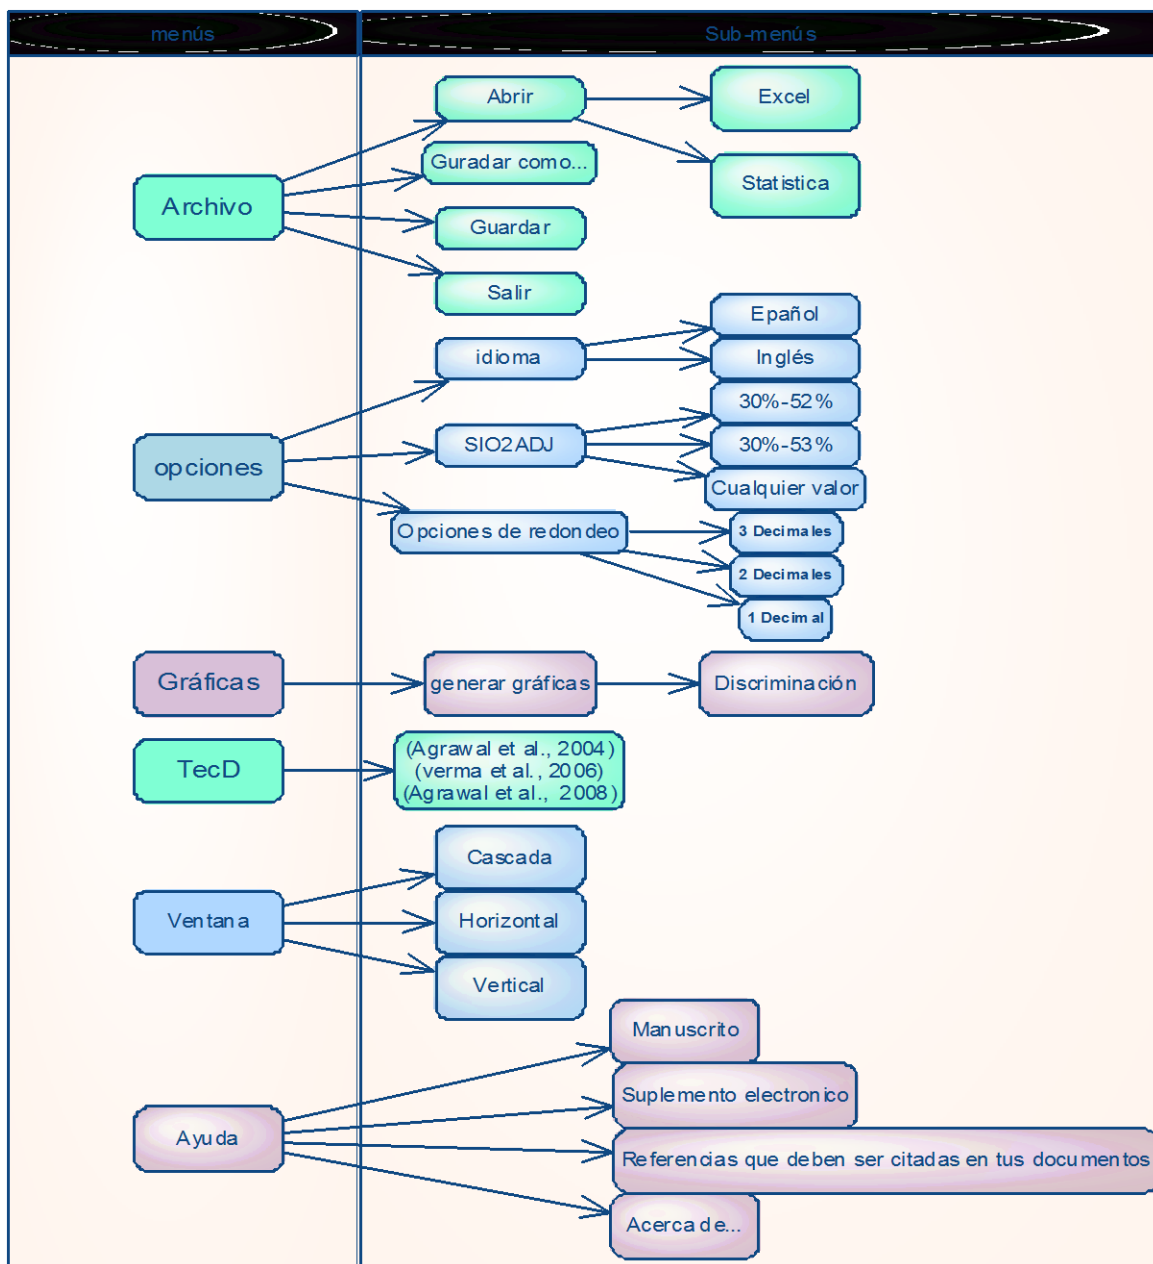 menús
Sub-menús
Archivo
Abrir
Excel
Statistica
Guradar como...
Guardar
Salir
opciones
idioma
Epañol
Inglés
SIO2ADJ
30%-52%
30%-53%
Cualquier valor
Opciones de redondeo
3 Decimales
2 Decimales
1 Decimal
Gráficas
generar gráficas
Discriminación
TecD
(Agrawal et al., 2004)
(verma et al., 2006)
(Agrawal et al., 2008)
Ventana
Cascada
Horizontal
Vertical
Ayuda
Manuscrito
Suplemento electronico
Referencias que deben ser citadas en tus documentos
Acerca de...